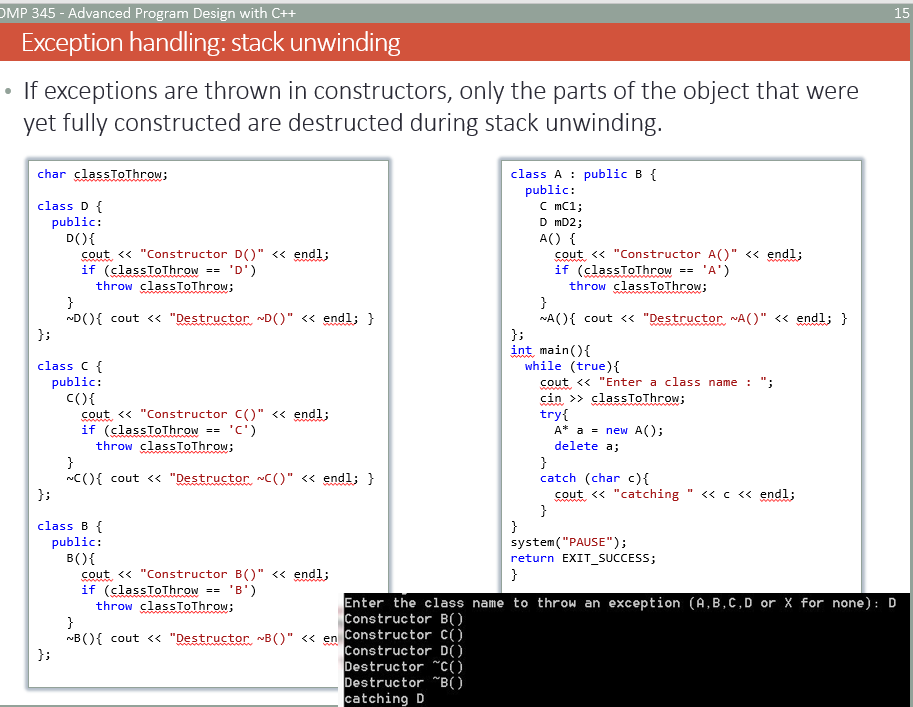 OMP 345 - Advanced Program Design with C++
15
Exception handling: stack unwinding
• If exceptions are thrown in constructors, only the parts of the object that were
yet fully constructed are destructed during stack unwinding.
char classToThrow;
class D {
public:
D(){
cout << "Constructor D()" << endl;
if (classToThrow == 'D')
throw classToThrow;
}
~D(){ cout << "Destructor ~D()" << endl; }
};
class C {
public:
C(){
cout << "Constructor C()" << endl;
if (classToThrow == 'C')
throw classToThrow;
}
~C(){ cout << "Destructor ~C()" << endl; }
};
class B {
public:
B(){
cout << "Constructor B()" << endl;
if (classToThrow == 'B')
throw classToThrow;
}
~B(){ cout << "Destructor ~B()" << en
};
class A : public B {
public:
C mC1;
D mD2;
A() {
cout << "Constructor A()" << endl;
if (classToThrow == 'A')
throw classToThrow;
}
~A(){ cout << "Destructor ~A()" << endl; }
};
int main(){
while (true){
cout << "Enter a class name : ";
cin >> classToThrow;
try{
A* a = new A();
delete a;
}
catch (char c){
cout << "catching " << c << endl;
}
}
system("PAUSE");
return EXIT_SUCCESS;
}
Enter the class name to throw an exception (A,B,C,D or X for none): D
Constructor B()
Constructor C()
Constructor D()
Destructor ~C()
Destructor ~B()
catching D